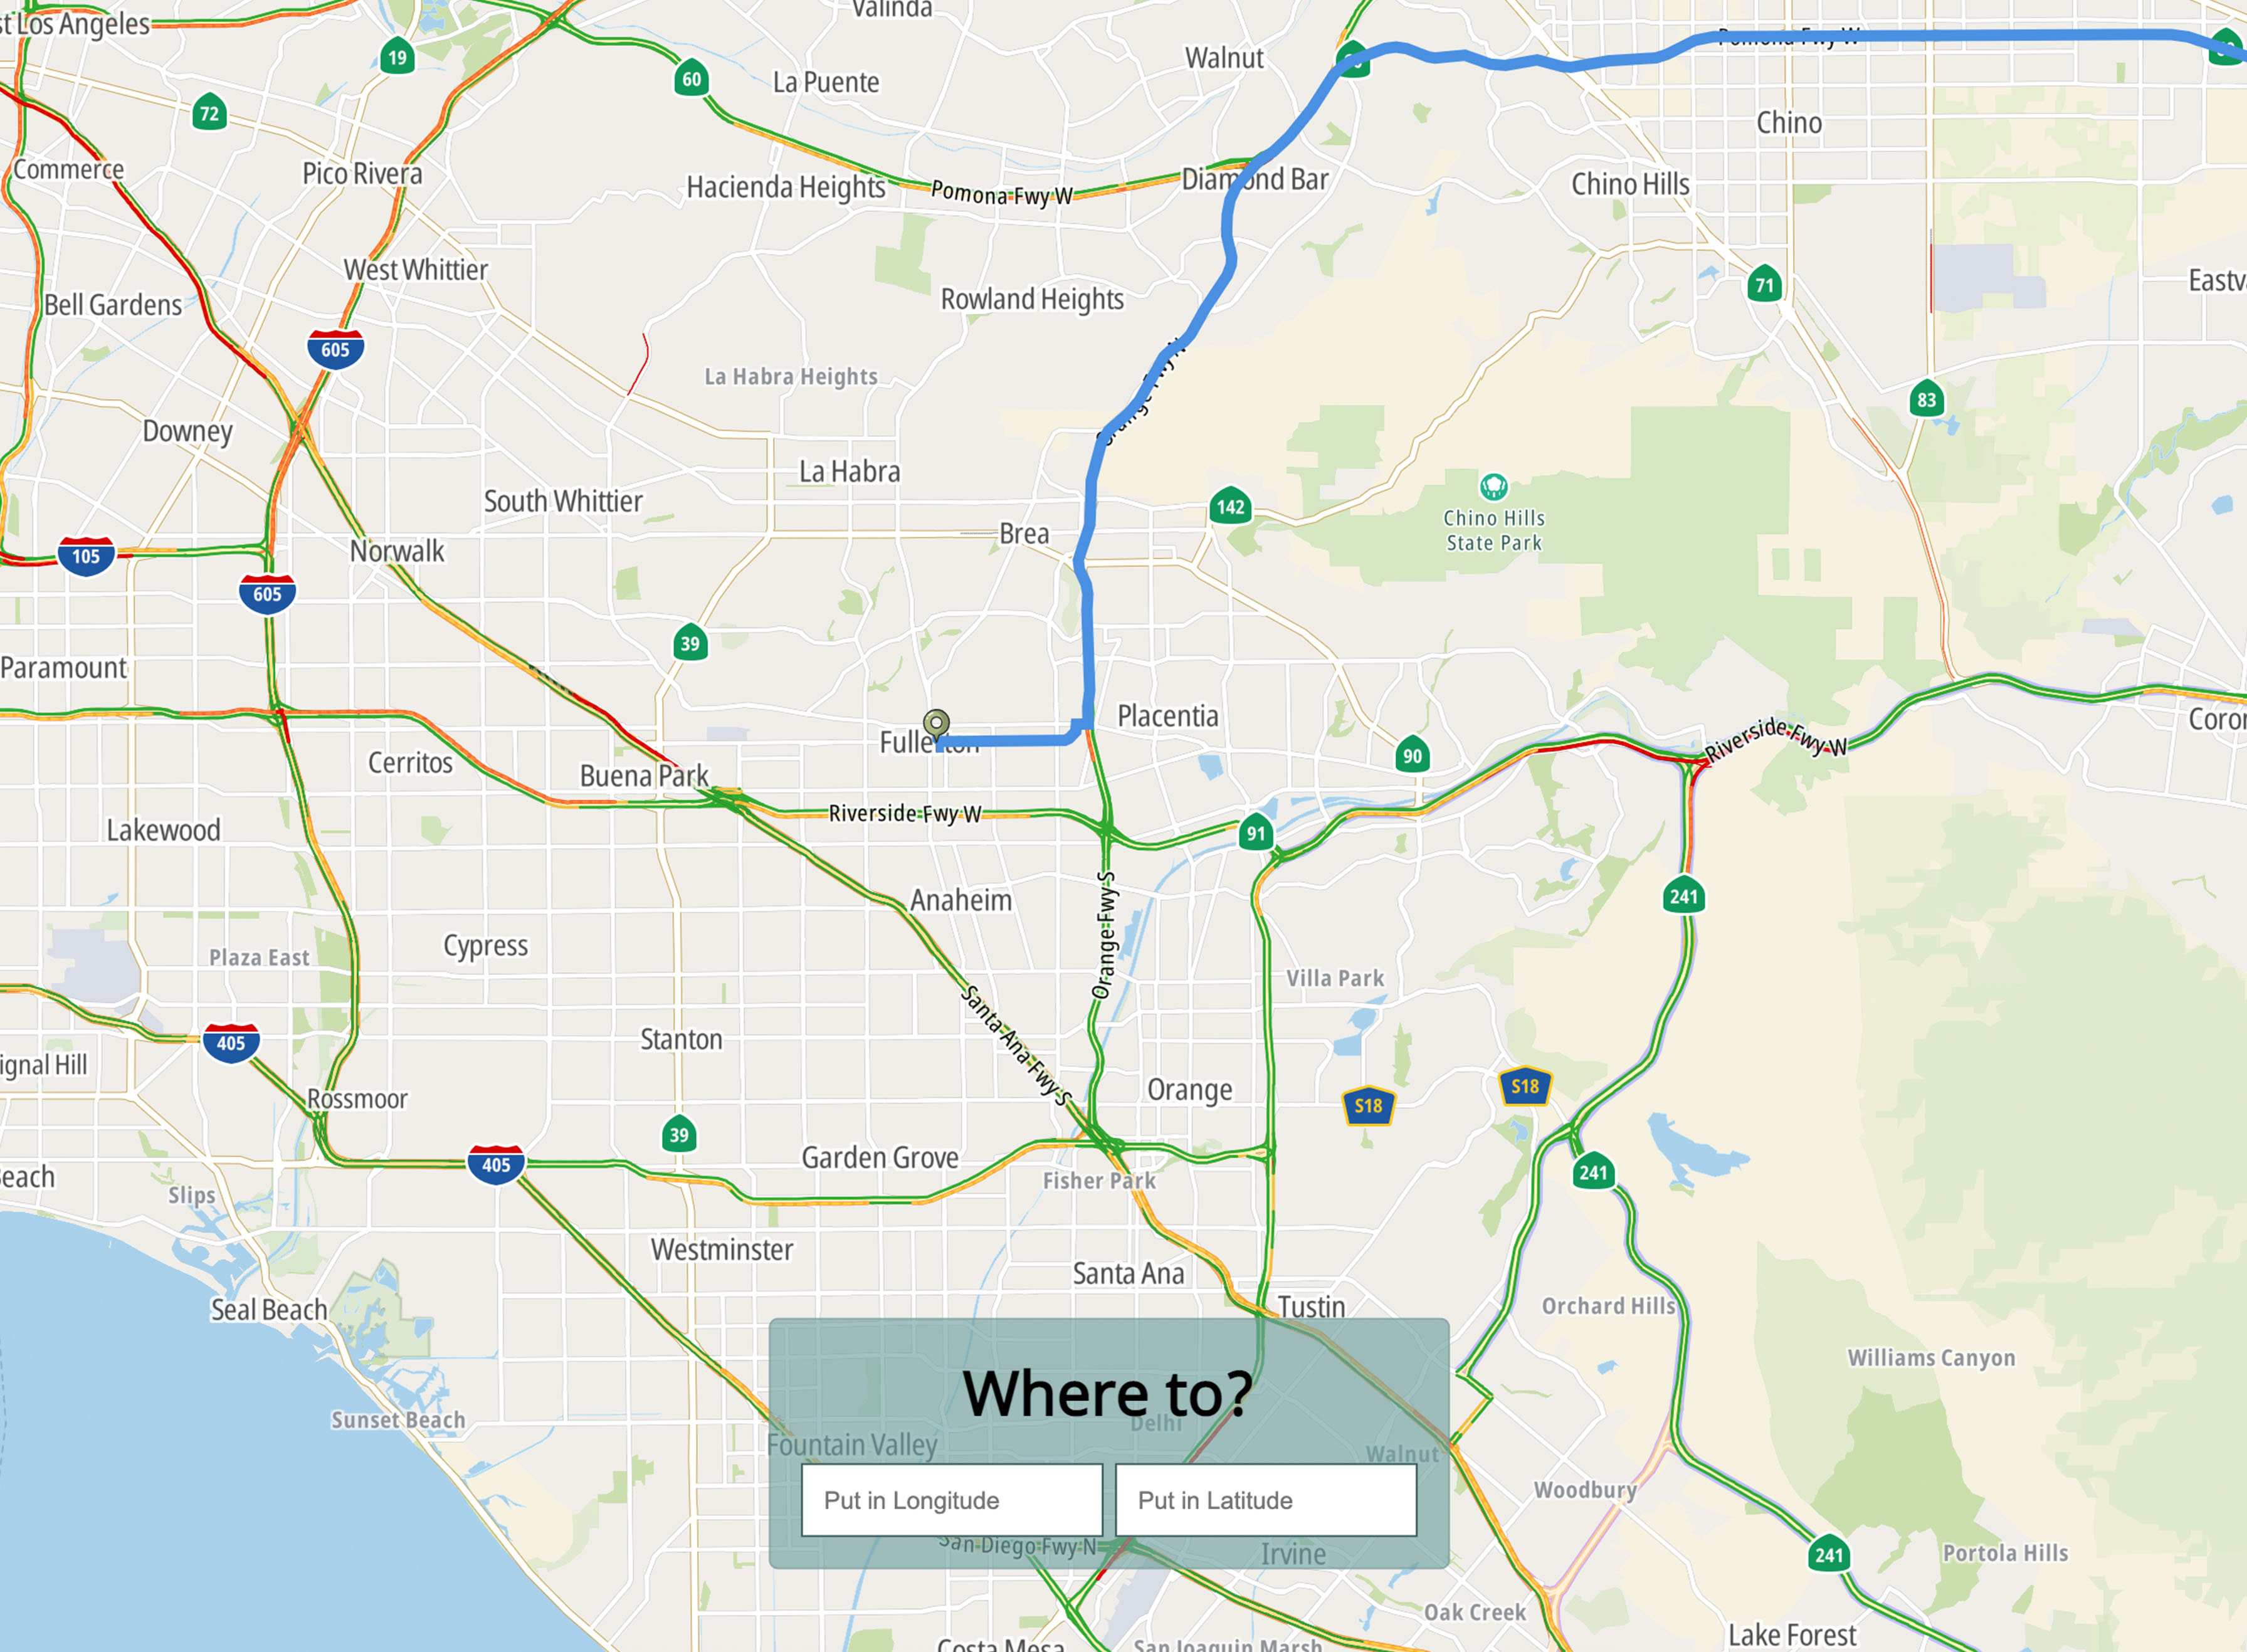 st Los Angeles
Valinda
19
60
La Puente
Walnut
Pomona Fwy W
72
Chino
Commerce
Pico Rivera
Hacienda Heights
Pomona Fwy W
Diamond Bar
Chino Hills
West Whittier
Bell Gardens
Rowland Heights
71
Eastv
605
Orange Fwy N
La Habra Heights
83
Downey
La Habra
South Whittier
142
Chino Hills
State Park
Brea
105
Norwalk
605
39
Paramount
Placentia
Fullerton
Coron
Riverside Fwy W
90
Cerritos
Buena Park
Riverside Fwy W
91
Lakewood
Anaheim
Orange Fwy S
241
Cypress
Plaza East
Villa Park
Santa Ana Fwy S
405
Stanton
ignal Hill
Rossmoor
Orange
S18
S18
39
405
Garden Grove
Fisher Park
241
each
Slips
Westminster
Santa Ana
Seal Beach
Tustin
Orchard Hills
Williams Canyon
Where to?
Sunset Beach
Delhi
Fountain Valley
Walnut
Put in Longitude
Put in Latitude
Woodbury
San Diego Fwy N
Irvine
241
Portola Hills
Oak Creek
Costa Mesa
San Joaquin Marsh
Lake Forest